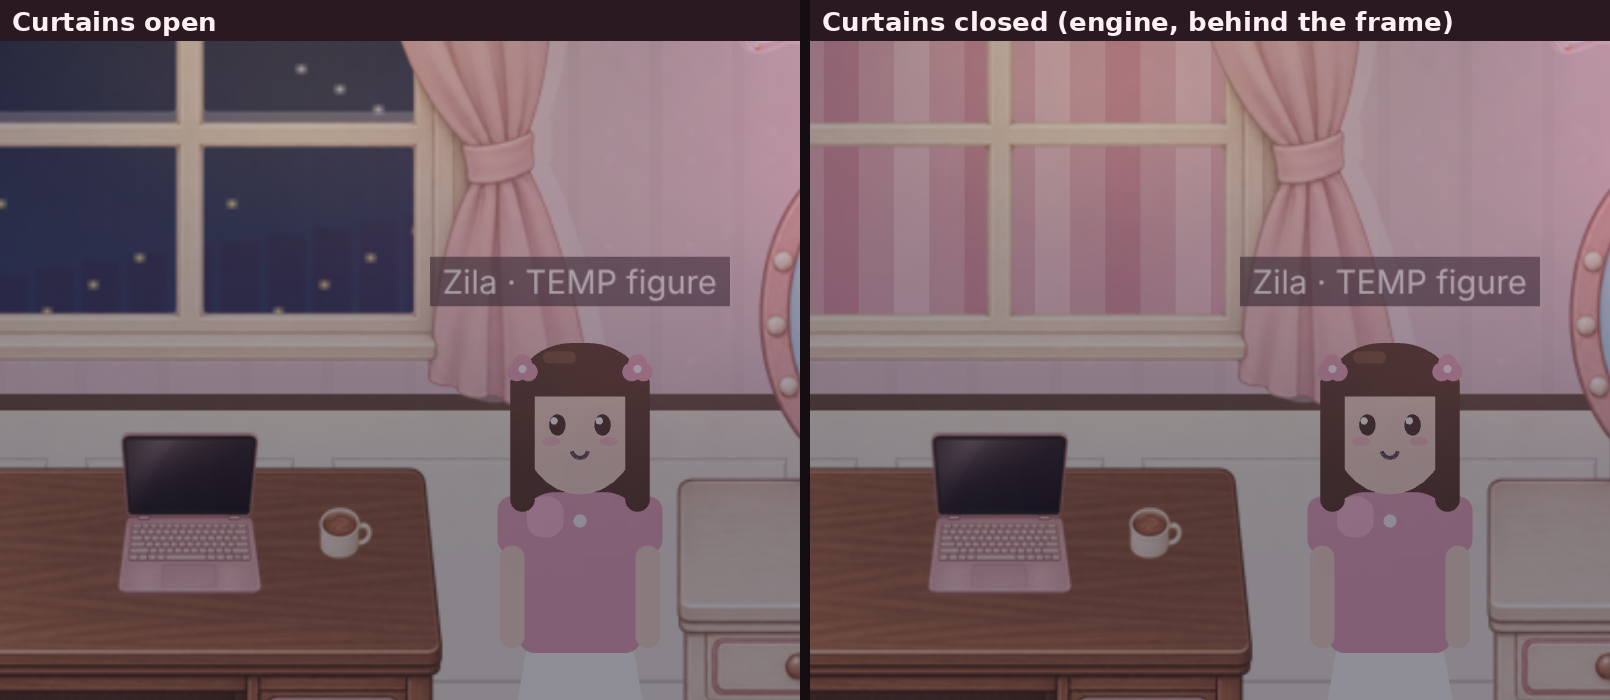 Curtains open
Curtains closed (engine, behind the frame)
Zila · TEMP figure
Zila · TEMP figure